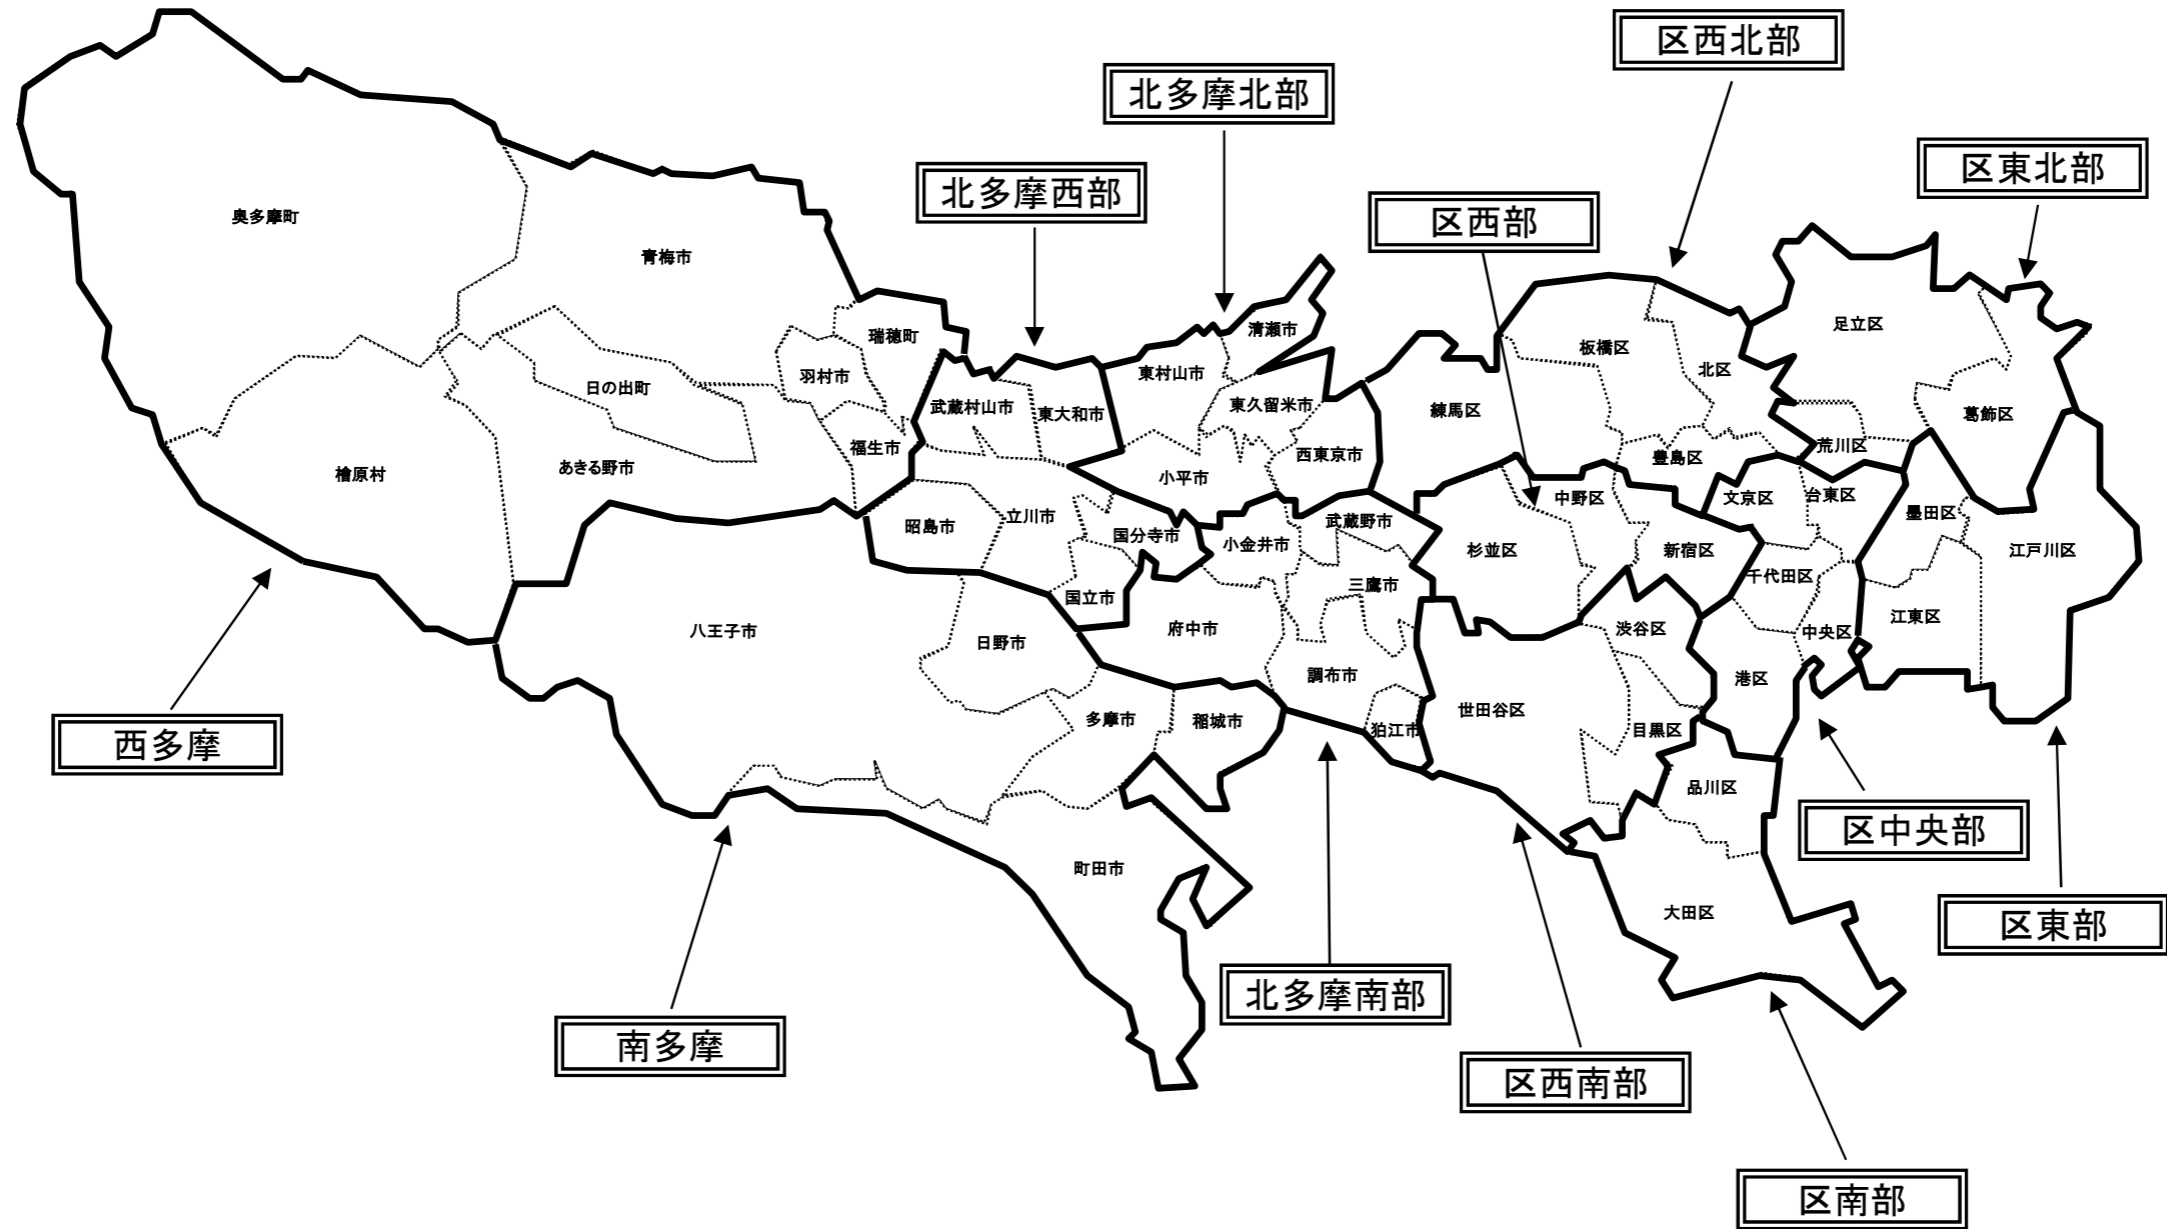 区西北部
北多摩北部
区東北部
北多摩西部
区西部
奥多摩町
青梅市
清瀬市
足立区
瑞穂町
板橋区
東村山市
北区
羽村市
日の出町
東久留米市
武蔵村山市
東大和市
練馬区
葛飾区
福生市
西東京市
荒川区
豊島区
あきる野市
檜原村
小平市
中野区
文京区
台東区
墨田区
立川市
昭島市
武蔵野市
国分寺市
小金井市
杉並区
新宿区
江戸川区
千代田区
三鷹市
国立市
江東区
八王子市
府中市
渋谷区
中央区
日野市
調布市
港区
世田谷区
多摩市
稲城市
狛江市
目黒区
西多摩
品川区
区中央部
町田市
大田区
区東部
北多摩南部
南多摩
区西南部
区南部